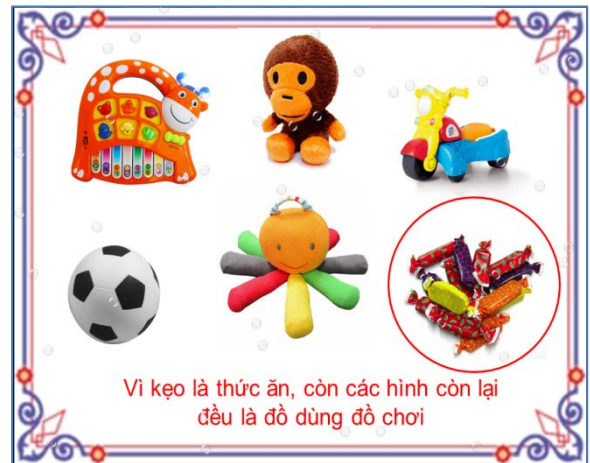 Vì kẹo là thức ăn, còn các hình còn lại
đều là đồ dùng đồ chơi